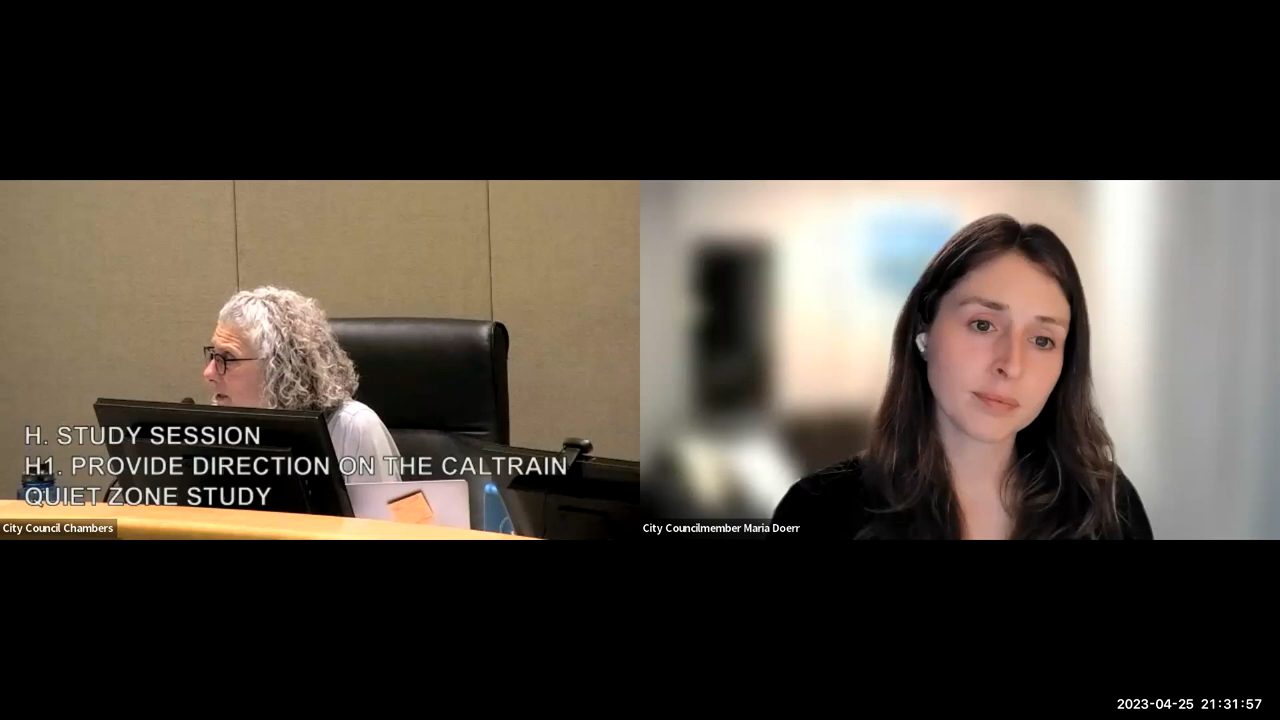 H. STUDY SESSION
H1. PROVIDE DIRECTION ON THE CALTRAIN
QUIET ZONE STUDY
City Council Chambers
City Councilmember Maria Doerr
2023-04-25 21:31:57